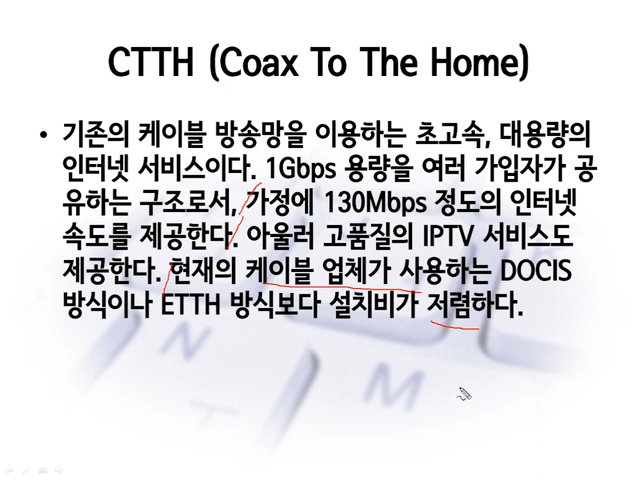 CTTH (Coax To The Home)
• 기존의 케이블 방송망을 이용하는 초고속, 대용량의
인터넷 서비스이다. 1Gbps 용량을 여러 가입자가 공
유하는 구조로서, 가정에 130Mbps 정도의 인터넷
속도를 제공한다. 아울러 고품질의 IPTV 서비스도
제공한다. 현재의 케이블 업체가 사용하는 DOCIS
방식이나 ETTH 방식보다 설치비가 저렴하다.
N
M